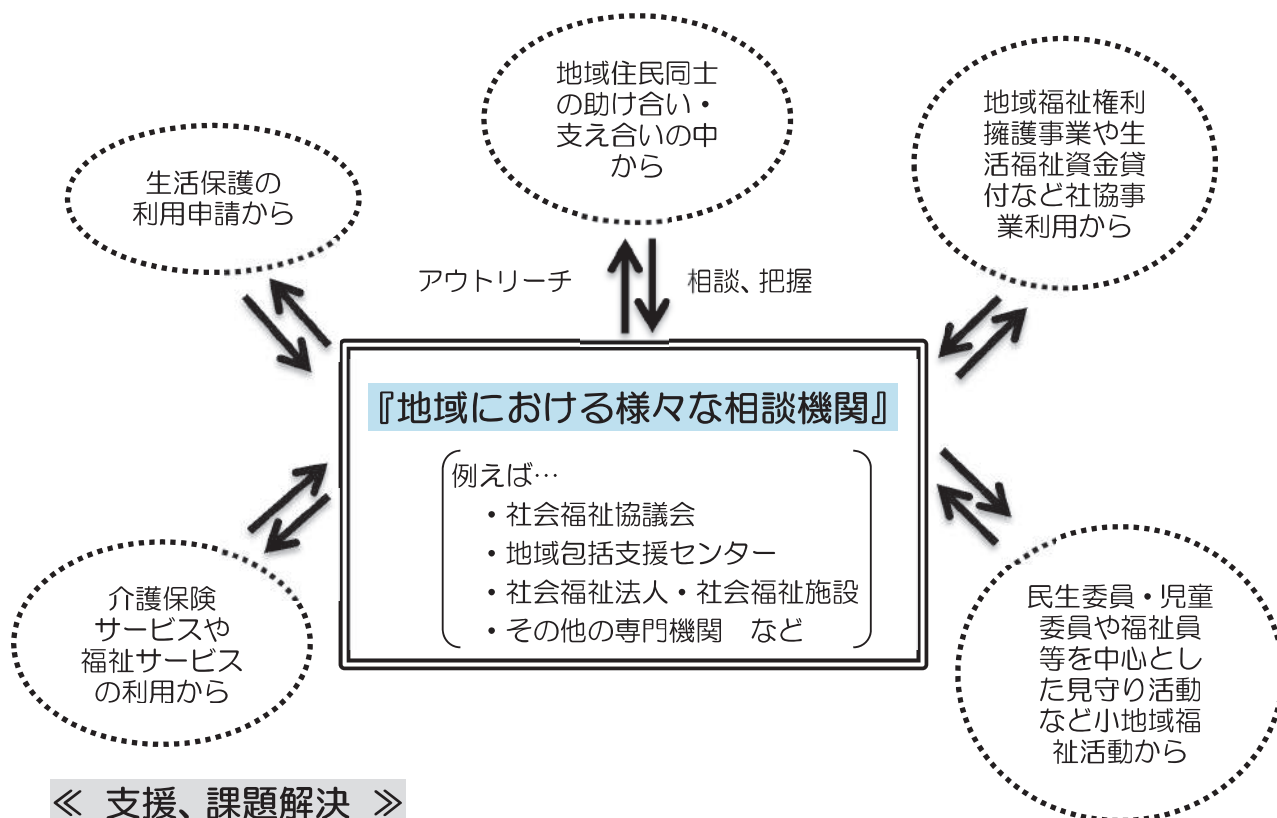 地域住民同士
の助け合い・
支え合いの中
から
地域福祉権利
擁護事業や生
活福祉資金貸
付など社協事
業利用から
生活保護の
利用申請から
アウトリーチ
相談、把握
『地域における様々な相談機関』
例えば…
・社会福祉協議会
・地域包括支援センター
・社会福祉法人・社会福祉施設
・その他の専門機関　など
介護保険
サービスや
福祉サービス
の利用から
民生委員・児童
委員や福祉員
等を中心とし
た見守り活動
など小地域福
祉活動から
≪ 支援、課題解決 ≫